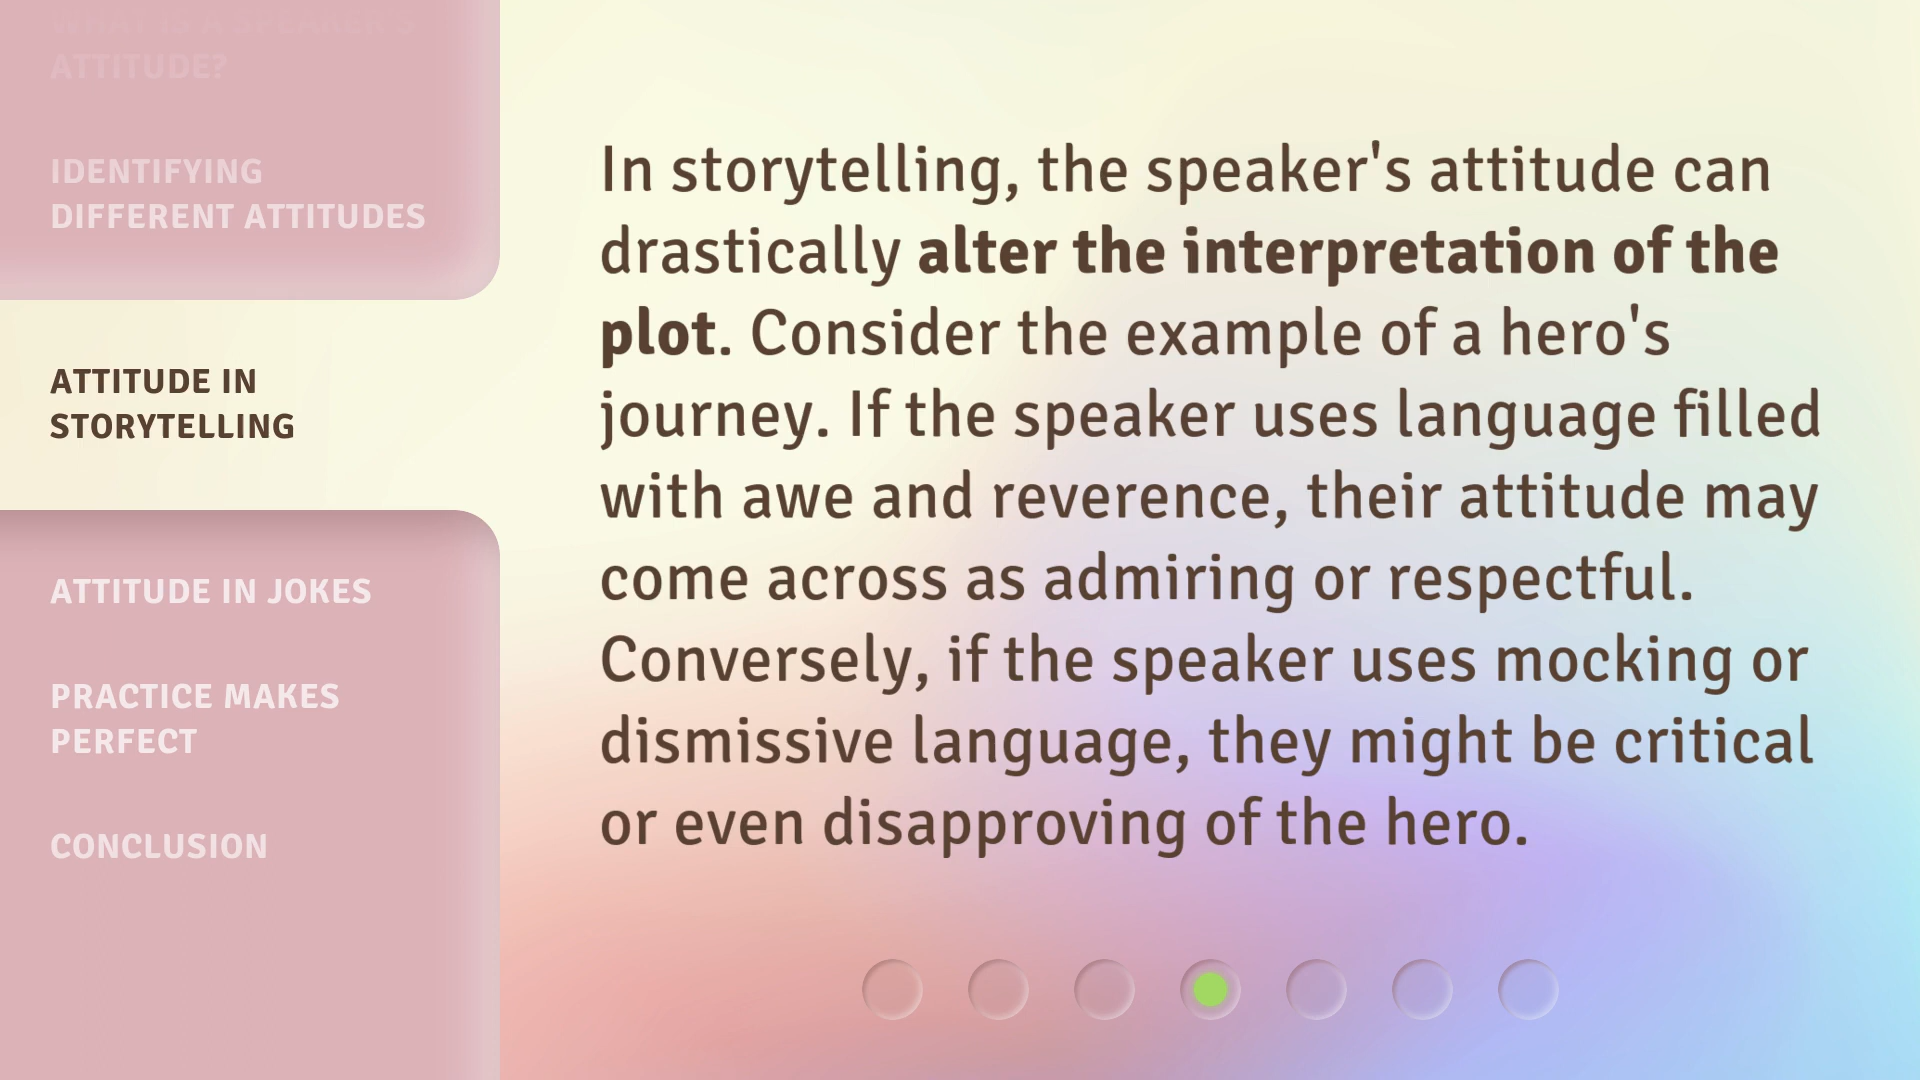 WHAT IS A SPEAKER'S
ATTITUDE?
IDENTIFYING
DIFFERENT ATTITUDES
ATTITUDE IN
STORYTELLING
ATTITUDE IN JOKES
PRACTICE MAKES
PERFECT
CONCLUSION
In storytelling, the speaker's attitude can
drastically alter the interpretation of the
plot. Consider the example of a hero's
journey. If the speaker uses language filled
with awe and reverence, their attitude may
come across as admiring or respectful.
Conversely, if the speaker uses mocking or
dismissive language, they might be critical
or even disapproving of the hero.